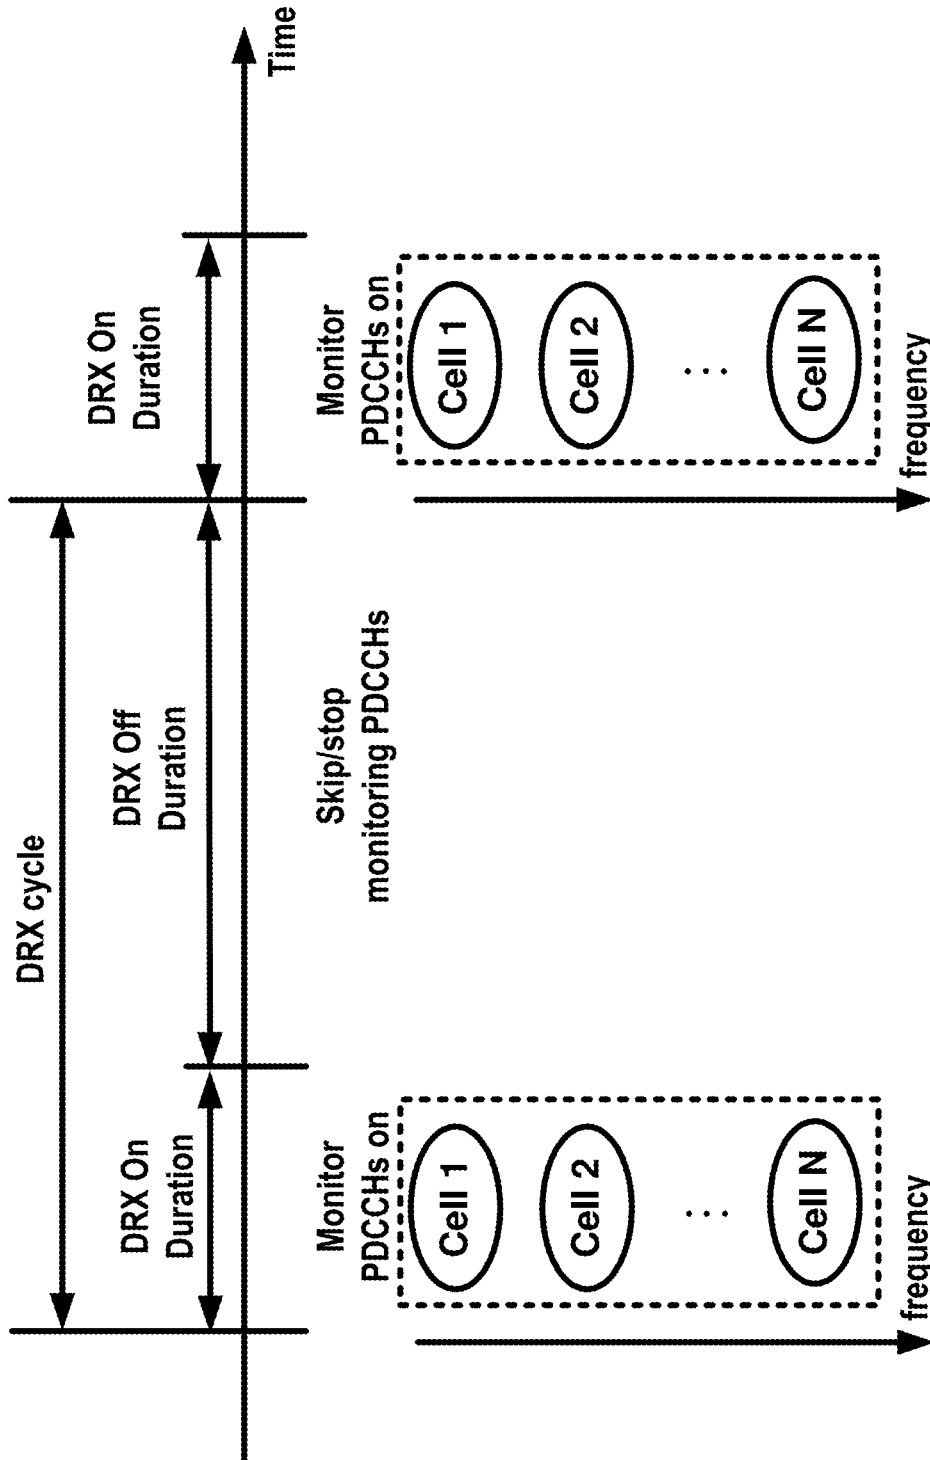 DRX cycle
DRX On
Duration
DRX Off
Duration
DRX On
Duration
Time
Monitor
PDCCHs on
Skip/stop
monitoring PDCCHs
Monitor
PDCCHs on
Cell 1
Cell 2
. . .
Cell N
frequency
Cell 1
Cell 2
. . .
Cell N
frequency